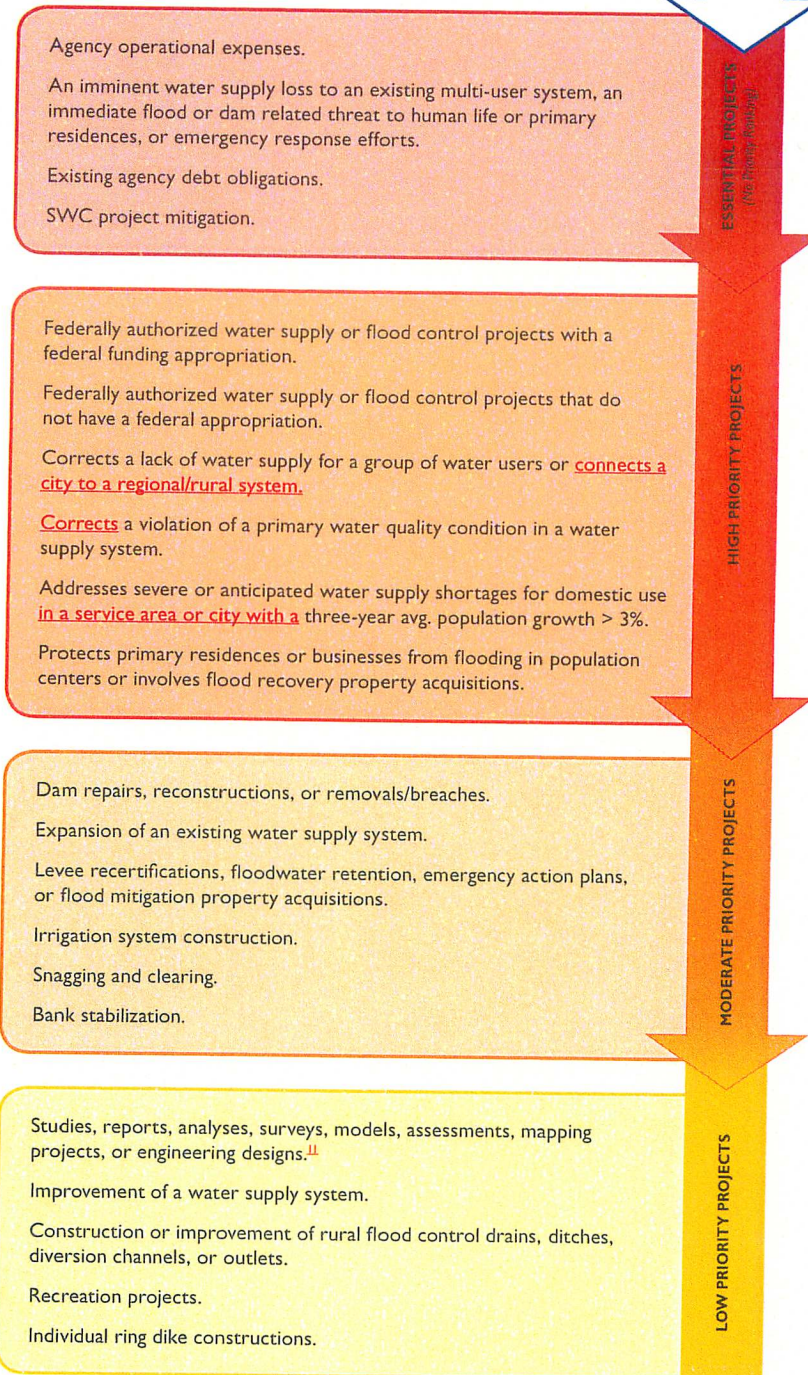 Agency operational expenses.
An imminent water supply loss to an existing multi-user system, an
immediate flood or dam related threat to human life or primary
residences, or emergency response efforts.
Existing agency debt obligations.
SWC project mitigation.
ESSENTIAL PROJECTS
(No Priority Ranking)
Federally authorized water supply or flood control projects with a
federal funding appropriation.
Federally authorized water supply or flood control projects that do
not have a federal appropriation.
Corrects a lack of water supply for a group of water users or connects a
city to a regional/rural system.
Corrects a violation of a primary water quality condition in a water
supply system.
Addresses severe or anticipated water supply shortages for domestic use
in a service area or city with a three-year avg. population growth > 3%.
Protects primary residences or businesses from flooding in population
centers or involves flood recovery property acquisitions.
HIGH PRIORITY PROJECTS
Dam repairs, reconstructions, or removals/breaches.
Expansion of an existing water supply system.
Levee recertifications, floodwater retention, emergency action plans,
or flood mitigation property acquisitions.
Irrigation system construction.
Snagging and clearing.
Bank stabilization.
MODERATE PRIORITY PROJECTS
Studies, reports, analyses, surveys, models, assessments, mapping
projects, or engineering designs.
Improvement of a water supply system.
Construction or improvement of rural flood control drains, ditches,
diversion channels, or outlets.
Recreation projects.
Individual ring dike constructions.
LOW PRIORITY PROJECTS